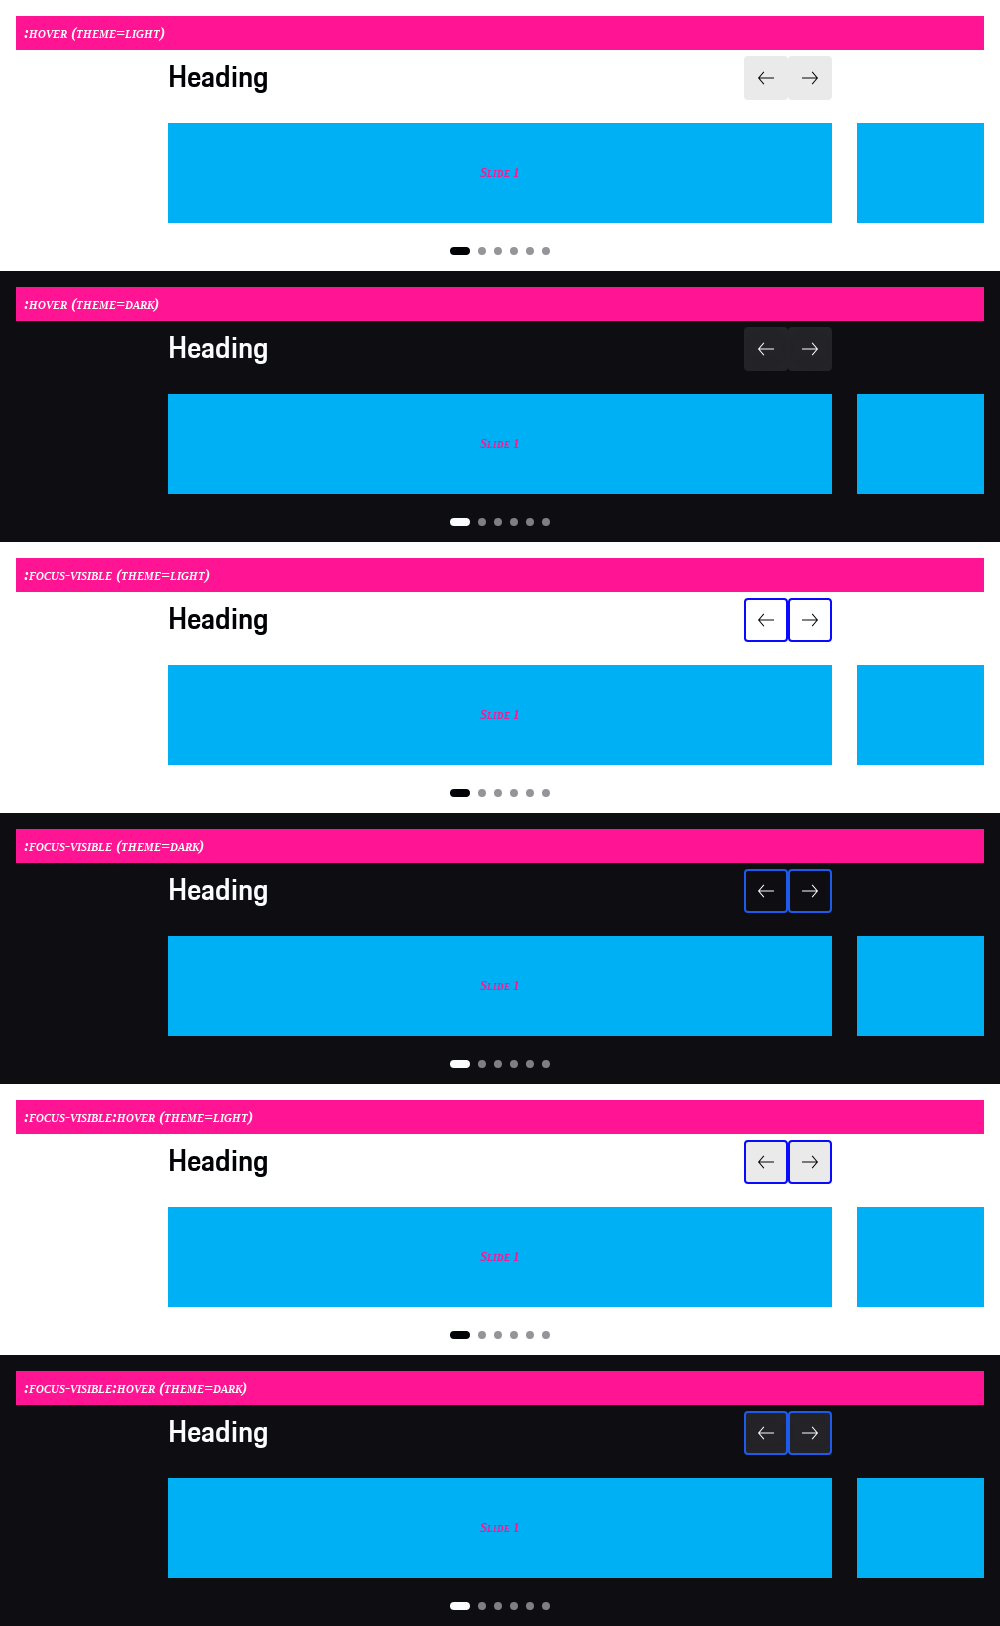 :hover (theme=light)
Heading
Slide 1
:hover (theme=dark)
Heading
Slide 1
:focus-visible (theme=light)
Heading
Slide 1
:focus-visible (theme=dark)
Heading
Slide 1
:focus-visible:hover (theme=light)
Heading
Slide 1
:focus-visible:hover (theme=dark)
Heading
Slide 1